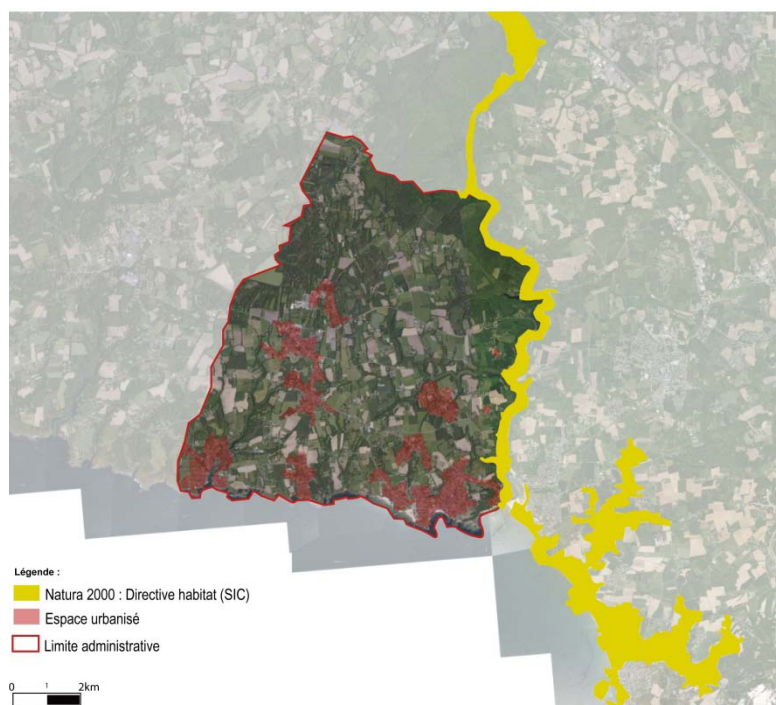 Légende :
Natura 2000 : Directive habitat (SIC)
Espace urbanisé
Limite administrative
0 1 2km